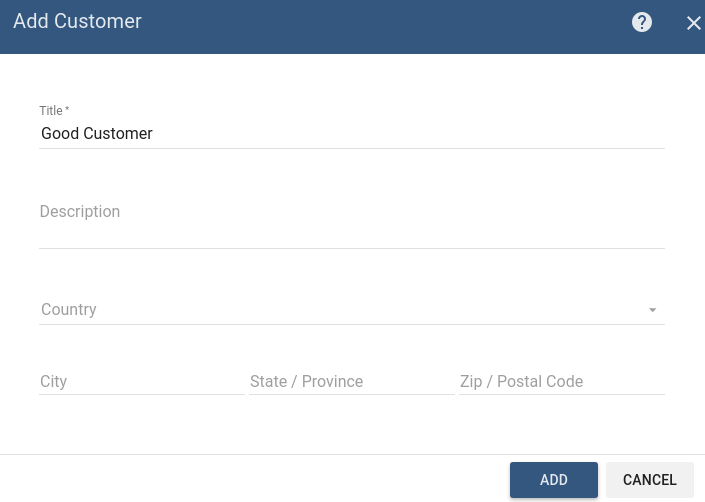 Add Customer
Title *
Good Customer
Description
Country
City State / Province Zip / Postal Code
ADD CANCEL